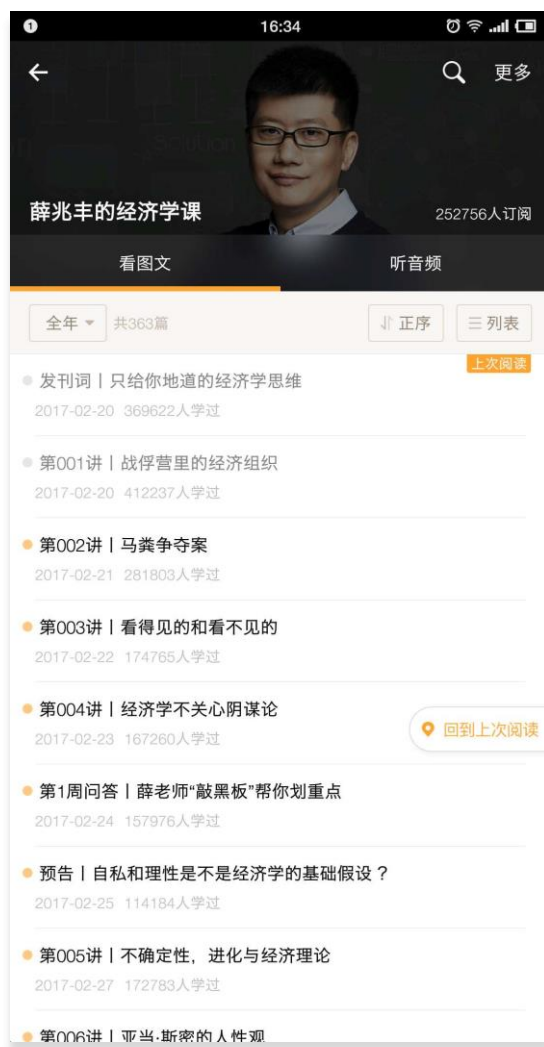 16:34
更多
薛兆丰的经济学课
252756人订阅
看图文
听音频
全年
共363篇
正序
列表
上次阅读
发刊词丨只给你地道的经济学思维
2017-02-20 369622人学过
第001讲丨战俘营里的经济组织
2017-02-20 412237人学过
第002讲丨马粪争夺案
2017-02-21 281803人学过
第003讲丨看得见的和看不见的
2017-02-22 174765人学过
第004讲丨经济学不关心阴谋论
2017-02-23 167260人学过
回到上次阅读
第1周问答丨薛老师“敲黑板”帮你划重点
2017-02-24 157976人学过
预告丨自私和理性是不是经济学的基础假设？
2017-02-25 114184人学过
第005讲丨不确定性，进化与经济理论
2017-02-27 172783人学过
第006讲丨亚当·斯密的人性观